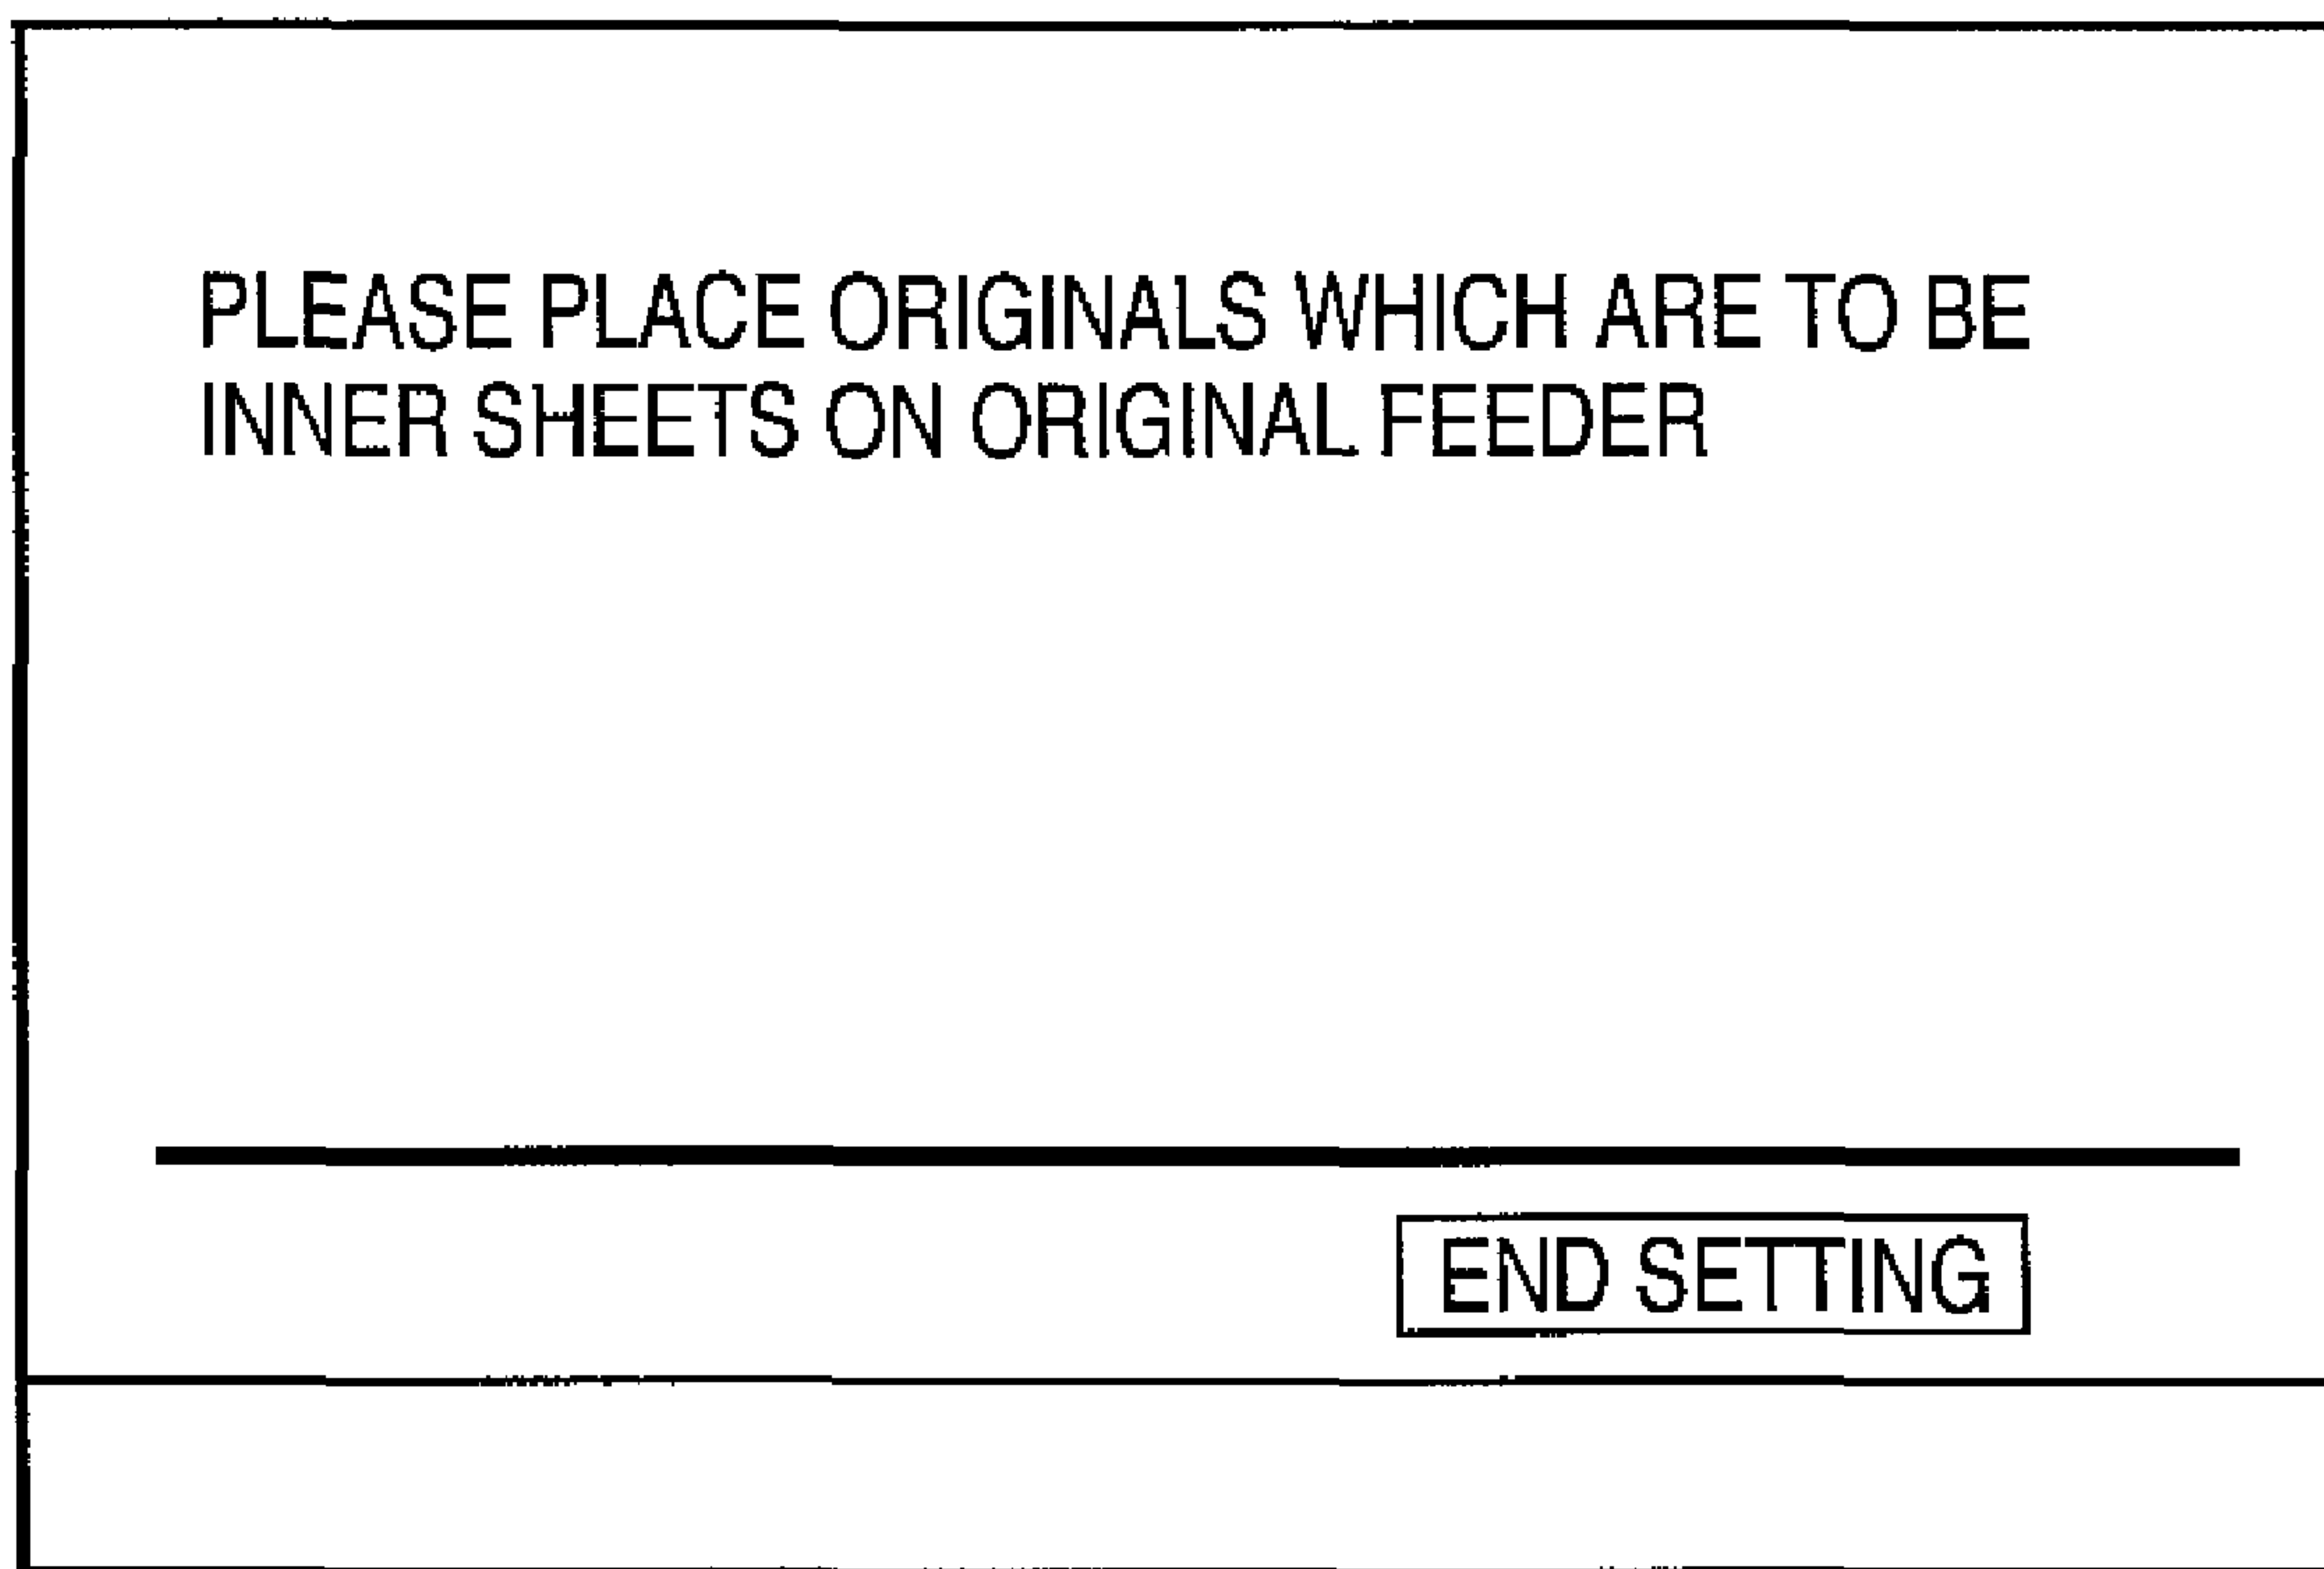 PLEASE PLACE ORIGINALS WHICH ARE TO BE
INNER SHEETS ON ORIGINAL FEEDER
END SETTING